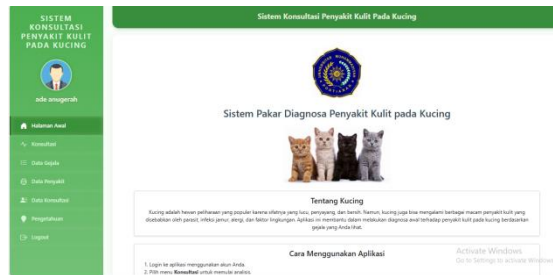 SISTEM
KONSULTASI
PENYAKIT KULIT
PADA KUCING
ade anugerah
Halaman Awal
Konsultasi
Data Gejala
Data Penyakit
Data Konsultasi
Pengetahuan
Logout
Sistem Konsultasi Penyakit Kulit Pada Kucing
Sistem Pakar Diagnosa Penyakit Kulit pada Kucing
Tentang Kucing
Kucing adalah hewan peliharaan yang populer karena sifatnya yang lucu, penyayang, dan bersih. Namun, kucing juga bisa mengalami berbagai macam penyakit kulit yang
disebabkan oleh parasit, infeksi jamur, alergi, dan faktor lingkungan. Aplikasi ini membantu dalam melakukan diagnosa awal terhadap penyakit kulit pada kucing berdasarkan
gejala yang Anda lihat.
Cara Menggunakan Aplikasi
1. Login ke aplikasi menggunakan akun Anda.
2. Pilih menu Konsultasi untuk memulai analisis.
Activate Windows
Go to Settings to activate Windows.